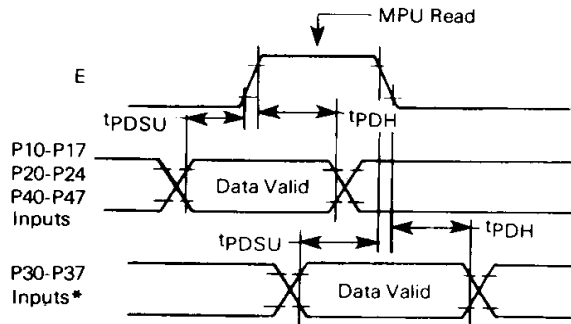 MPU Read
E
tPDSU
tPDH
P10-P17
P20-P24
P40-P47
Inputs
Data Valid
tPDSU
tPDH
P30-P37
Inputs*
Data Valid